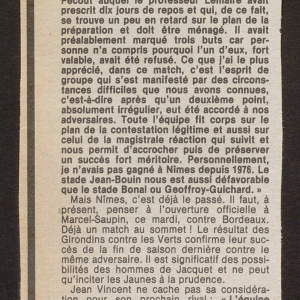 Pécout auquel le professeur Lemaire avait
prescrit dix jours de repos et qui, de ce fait,
se trouve un peu en retard sur le plan de la
préparation et doit être ménagé. Il avait
préalablement marqué trois buts car per-
sonne n'a compris pourquoi l'un d'eux, fort
valable, avait été refusé. Ce que j'ai le plus
apprécié, dans ce match, c'est l'esprit de
groupe qui s'est manifesté par des circons-
tances difficiles que nous avons connues,
c'est-à-dire après qu'un deuxième point,
absolument irrégulier, eut été accordé à nos
adversaires. Toute l'équipe fit corps sur le
plan de la contestation légitime et aussi sur
celui de la magistrale réaction qui suivit et
nous permit d'accrocher puis de préserver
un succès fort méritoire. Personnellement,
je n'avais pas gagné à Nîmes depuis 1976. Le
stade Jean-Bouin nous est aussi défavorable
que le stade Bonal ou Geoffroy-Guichard. »
Mais Nîmes, c'est déjà le passé. Il faut, à
présent, penser à l'ouverture officielle à
Marcel-Saupin, ce mardi, contre Bordeaux.
Déjà un match au sommet ! Le résultat des
Girondins contre les Verts confirme leur suc-
cès de la fin de saison dernière contre le
même adversaire. Il est significatif des possi-
bilités des hommes de Jacquet et ne peut
qu'inciter les Jaunes à la prudence.
Jean Vincent ne cache pas sa considéra-
tion pour son prochain rival : « L'équipe